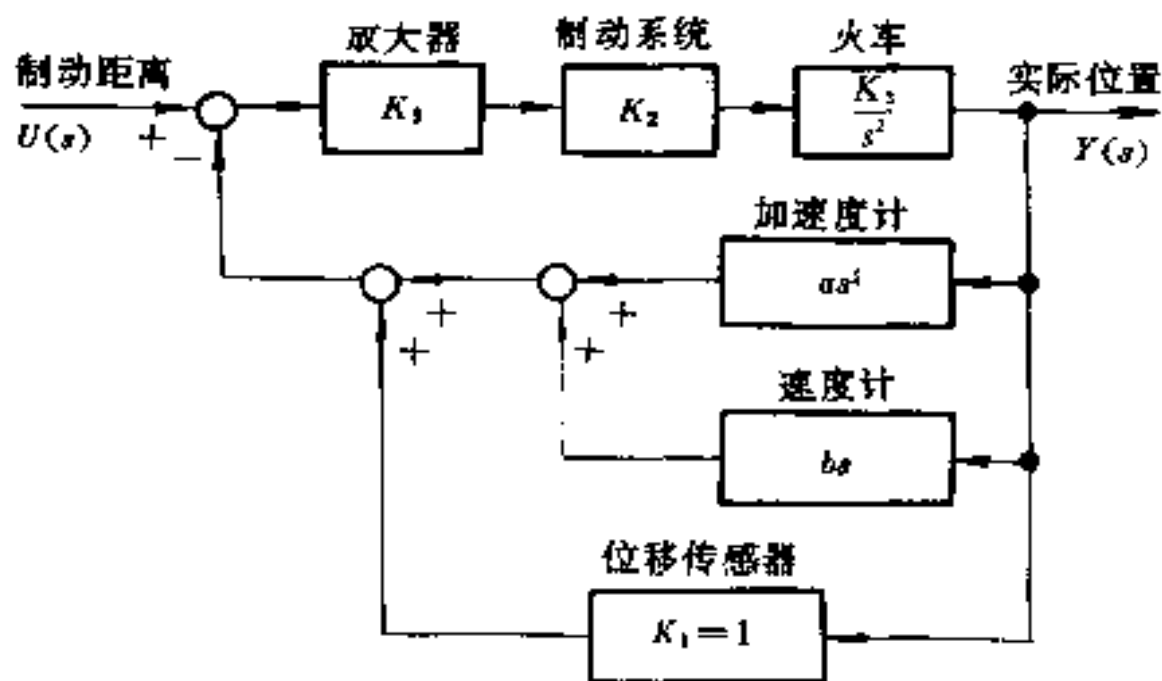 放大器
制动系统
火车
制动距离
实际位置
K₃
K₂
K₃
s²
U(s)
+
−
Y(s)
加速度计
as²
+
+
+
+
速度计
bs
位移传感器
K₁＝1